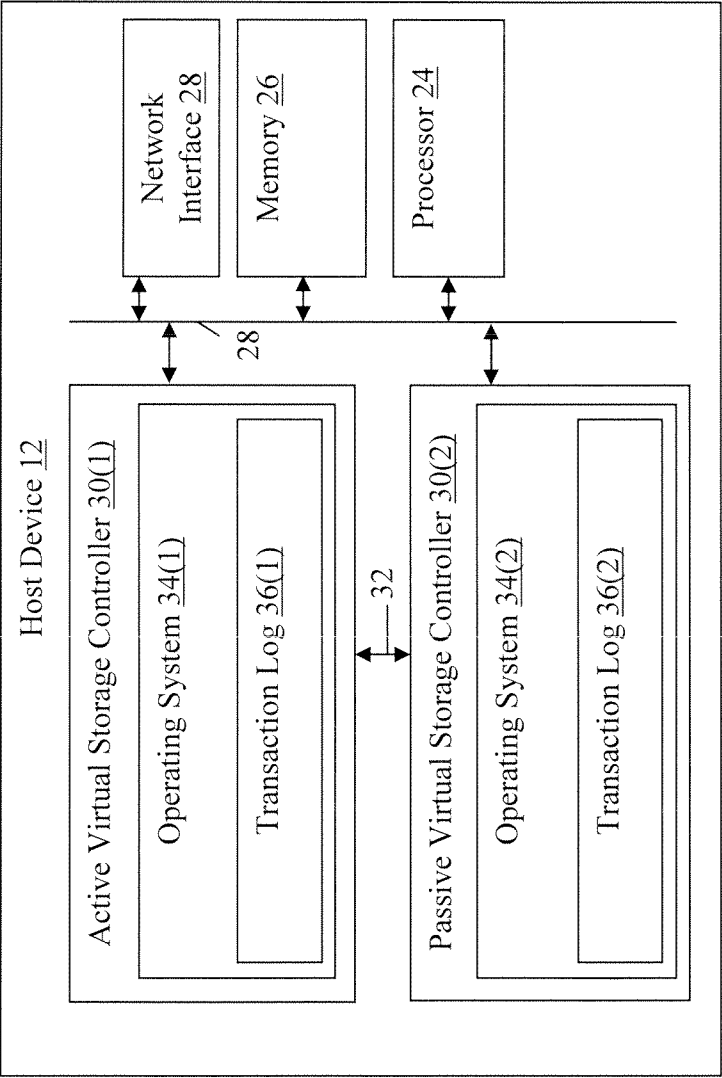 Host Device 12
Active Virtual Storage Controller 30(1)
Operating System 34(1)
Transaction Log 36(1)
32
Passive Virtual Storage Controller 30(2)
Operating System 34(2)
Transaction Log 36(2)
28
Network
Interface 28
Memory 26
Processor 24